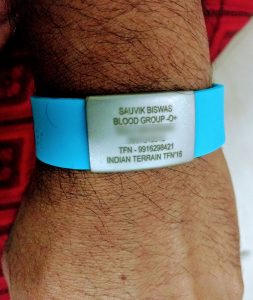 SAUVIK BISWAS
BLOOD GROUP -O+
TFN - 9916298421
INDIAN TERRAIN TFN'15